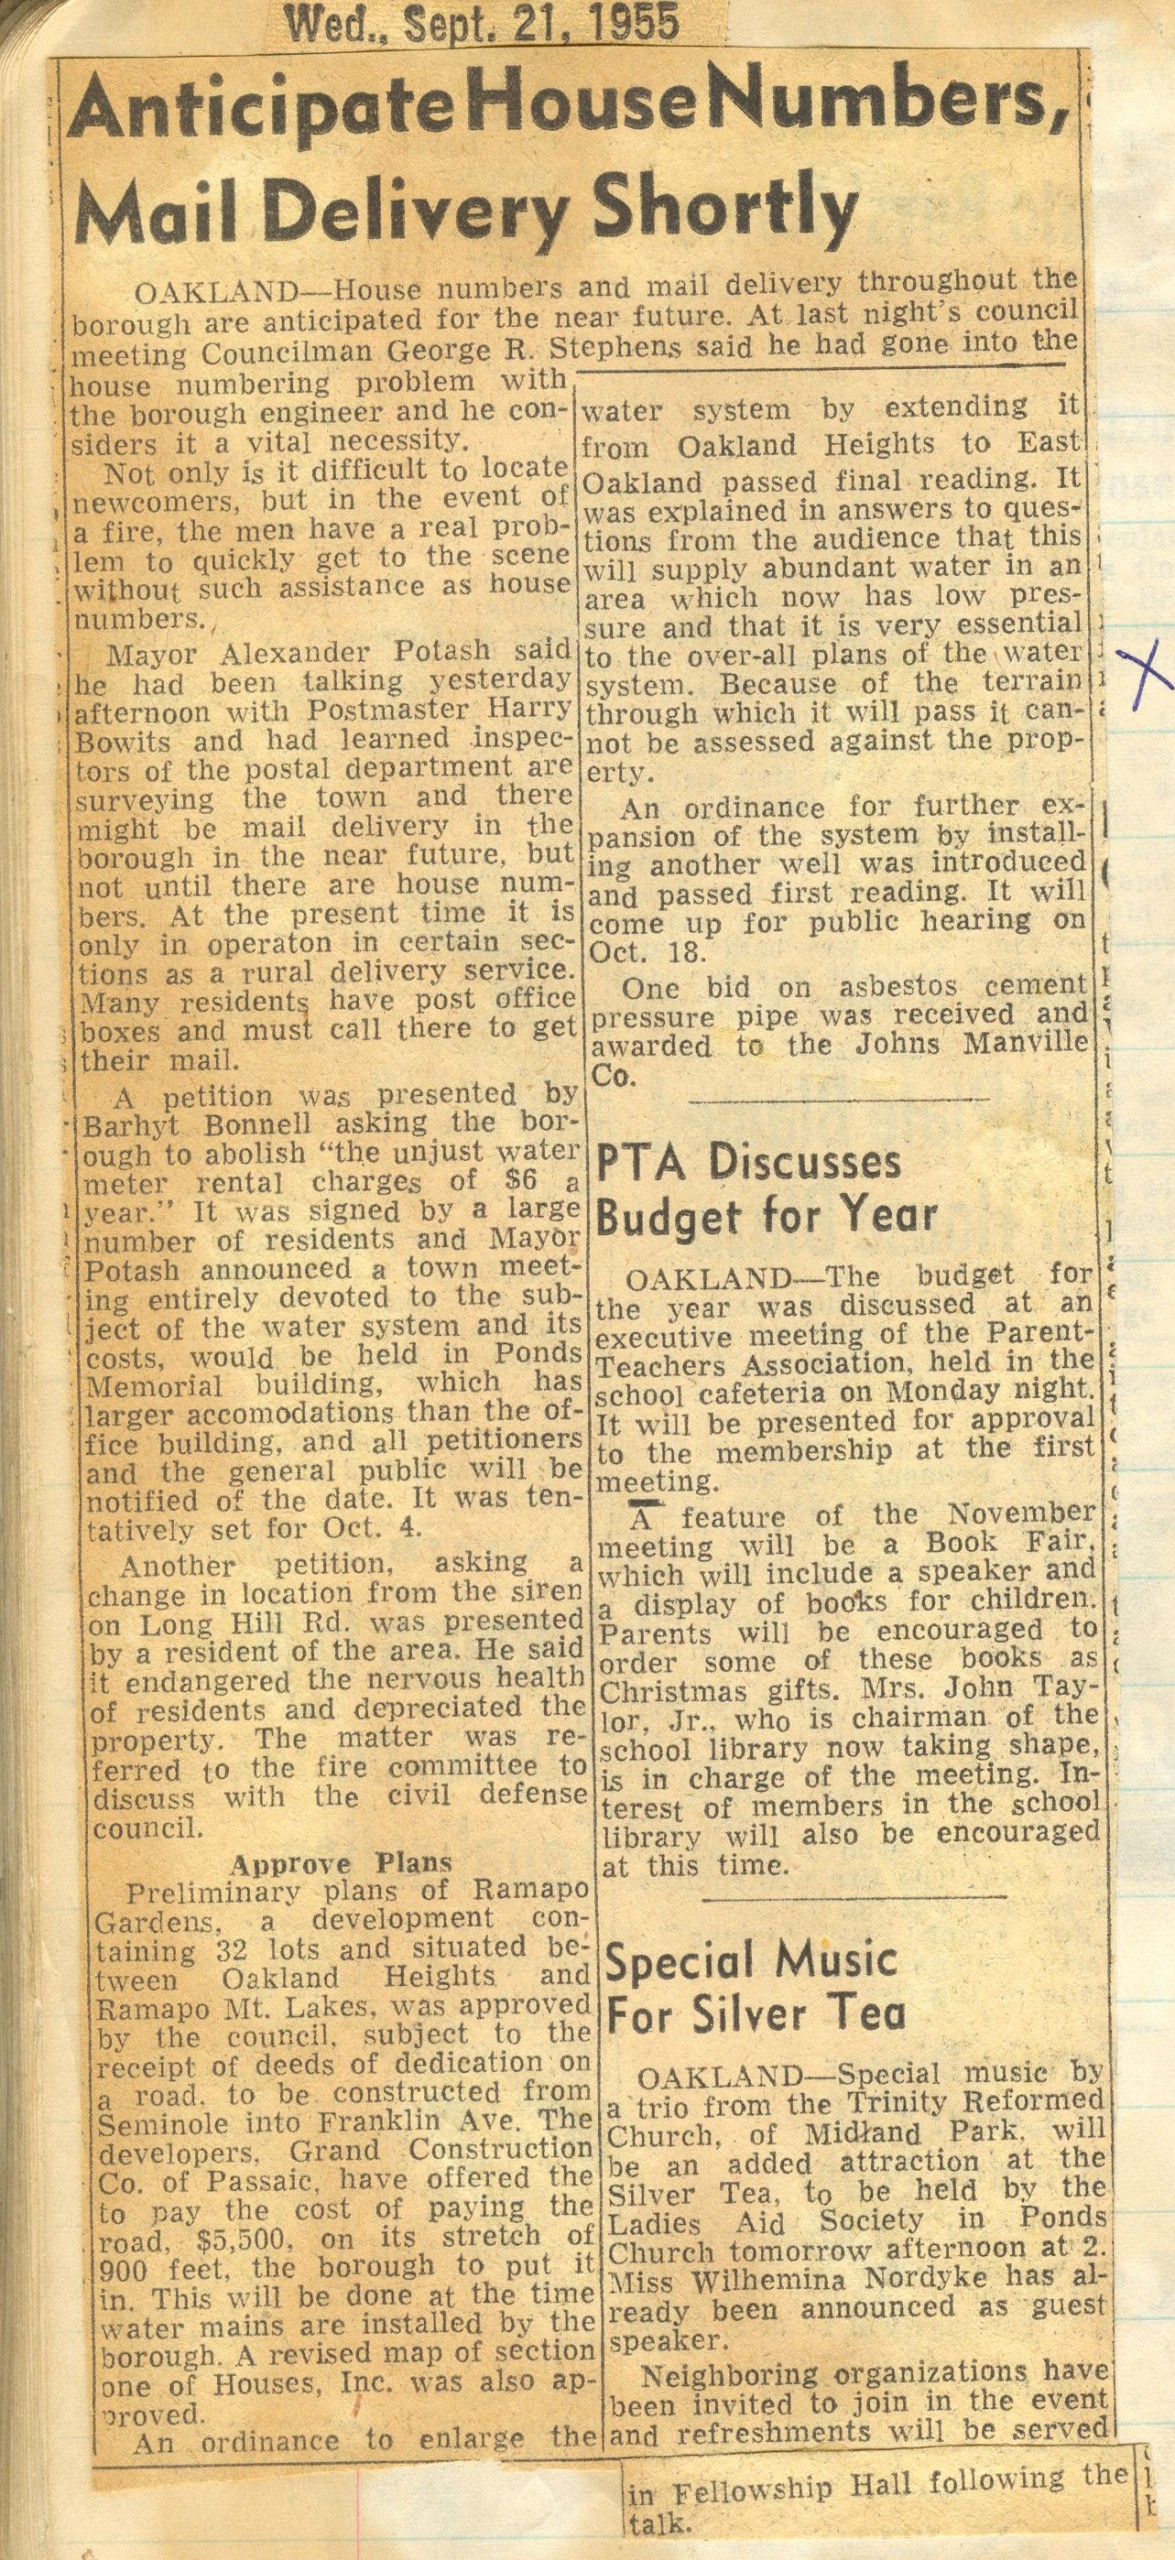 Wed., Sept. 21, 1955
Anticipate House Numbers,
Mail Delivery Shortly
OAKLAND—House numbers and mail delivery throughout the
borough are anticipated for the near future. At last night's council
meeting Councilman George R. Stephens said he had gone into the
house numbering problem with
the borough engineer and he con-
siders it a vital necessity.
Not only is it difficult to locate
newcomers, but in the event of
a fire, the men have a real prob-
lem to quickly get to the scene
without such assistance as house
numbers.
Mayor Alexander Potash said
he had been talking yesterday
afternoon with Postmaster Harry
Bowits and had learned inspec-
tors of the postal department are
surveying the town and there
might be mail delivery in the
borough in the near future, but
not until there are house num-
bers. At the present time it is
only in operaton in certain sec-
tions as a rural delivery service.
Many residents have post office
boxes and must call there to get
their mail.
A petition was presented by
Barhyt Bonnell asking the bor-
ough to abolish "the unjust water
meter rental charges of $6 a
year." It was signed by a large
number of residents and Mayor
Potash announced a town meet-
ing entirely devoted to the sub-
ject of the water system and its
costs, would be held in Ponds
Memorial building, which has
larger accomodations than the of-
fice building, and all petitioners
and the general public will be
notified of the date. It was ten-
tatively set for Oct. 4.
Another petition, asking a
change in location from the siren
on Long Hill Rd. was presented
by a resident of the area. He said
it endangered the nervous health
of residents and depreciated the
property. The matter was re-
ferred to the fire committee to
discuss with the civil defense
council.
Approve Plans
Preliminary plans of Ramapo
Gardens, a development con-
taining 32 lots and situated be-
tween Oakland Heights and
Ramapo Mt. Lakes, was approved
by the council, subject to the
receipt of deeds of dedication on
a road, to be constructed from
Seminole into Franklin Ave. The
developers, Grand Construction
Co. of Passaic, have offered the
to pay the cost of paying the
road, $5,500, on its stretch of
900 feet, the borough to put it
in. This will be done at the time
water mains are installed by the
borough. A revised map of section
one of Houses, Inc. was also ap-
proved.
An ordinance to enlarge the
water system by extending it
from Oakland Heights to East
Oakland passed final reading. It
was explained in answers to ques-
tions from the audience that this
will supply abundant water in an
area which now has low pres-
sure and that it is very essential
to the over-all plans of the water
system. Because of the terrain
through which it will pass it can-
not be assessed against the prop-
erty.
An ordinance for further ex-
pansion of the system by install-
ing another well was introduced
and passed first reading. It will
come up for public hearing on
Oct. 18.
One bid on asbestos cement
pressure pipe was received and
awarded to the Johns Manville
Co.
PTA Discusses
Budget for Year
OAKLAND—The budget for
the year was discussed at an
executive meeting of the Parent-
Teachers Association, held in the
school cafeteria on Monday night.
It will be presented for approval
to the membership at the first
meeting.
A feature of the November
meeting will be a Book Fair,
which will include a speaker and
a display of books for children.
Parents will be encouraged to
order some of these books as
Christmas gifts. Mrs. John Tay-
lor, Jr., who is chairman of the
school library now taking shape,
is in charge of the meeting. In-
terest of members in the school
library will also be encouraged
at this time.
Special Music
For Silver Tea
OAKLAND—Special music by
a trio from the Trinity Reformed
Church, of Midland Park, will
be an added attraction at the
Silver Tea, to be held by the
Ladies Aid Society in Ponds
Church tomorrow afternoon at 2.
Miss Wilhemina Nordyke has al-
ready been announced as guest
speaker.
Neighboring organizations have
been invited to join in the event
and refreshments will be served
in Fellowship Hall following the
talk.
X